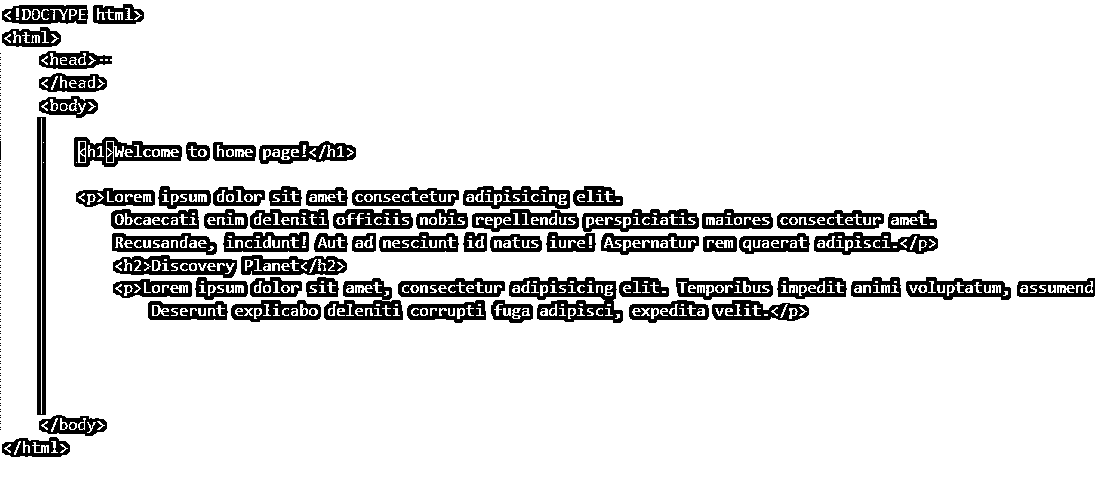 <!DOCTYPE html>
<html>
<head>
</head>
<body>
<h1>Welcome to home page!</h1>
<p>Lorem ipsum dolor sit amet consectetur adipisicing elit.
Obcaecati enim deleniti officiis nobis repellendus perspiciatis maiores consectetur amet.
Recusandae, incidunt! Aut ad nesciunt id natus iure! Aspernatur rem quaerat adipisci.</p>
<h2>Discovery Planet</h2>
<p>Lorem ipsum dolor sit amet, consectetur adipisicing elit. Temporibus impedit animi voluptatum, assumend
Deserunt explicabo deleniti corrupti fuga adipisci, expedita velit.</p>
</body>
</html>